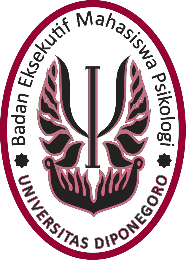 Badan Eksekutif Mahasiswa Psikologi
UNIVERSITAS DIPONEGORO